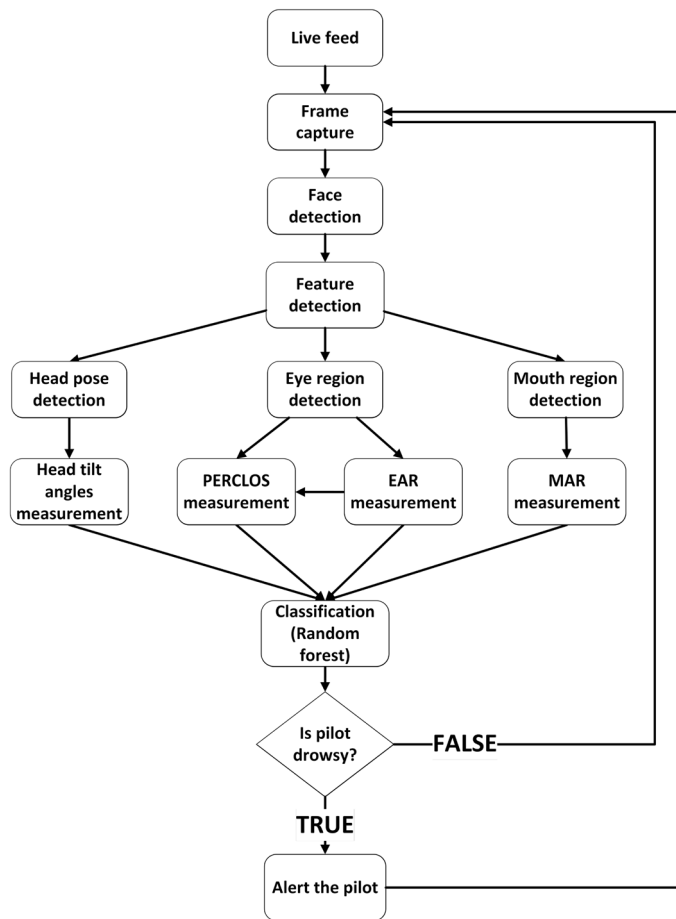 Live feed
Frame
capture
Face
detection
Feature
detection
Head pose
detection
Eye region
detection
Mouth region
detection
Head tilt
angles
measurement
PERCLOS
measurement
EAR
measurement
MAR
measurement
Classification
(Random
forest)
Is pilot
drowsy?
FALSE
TRUE
Alert the pilot